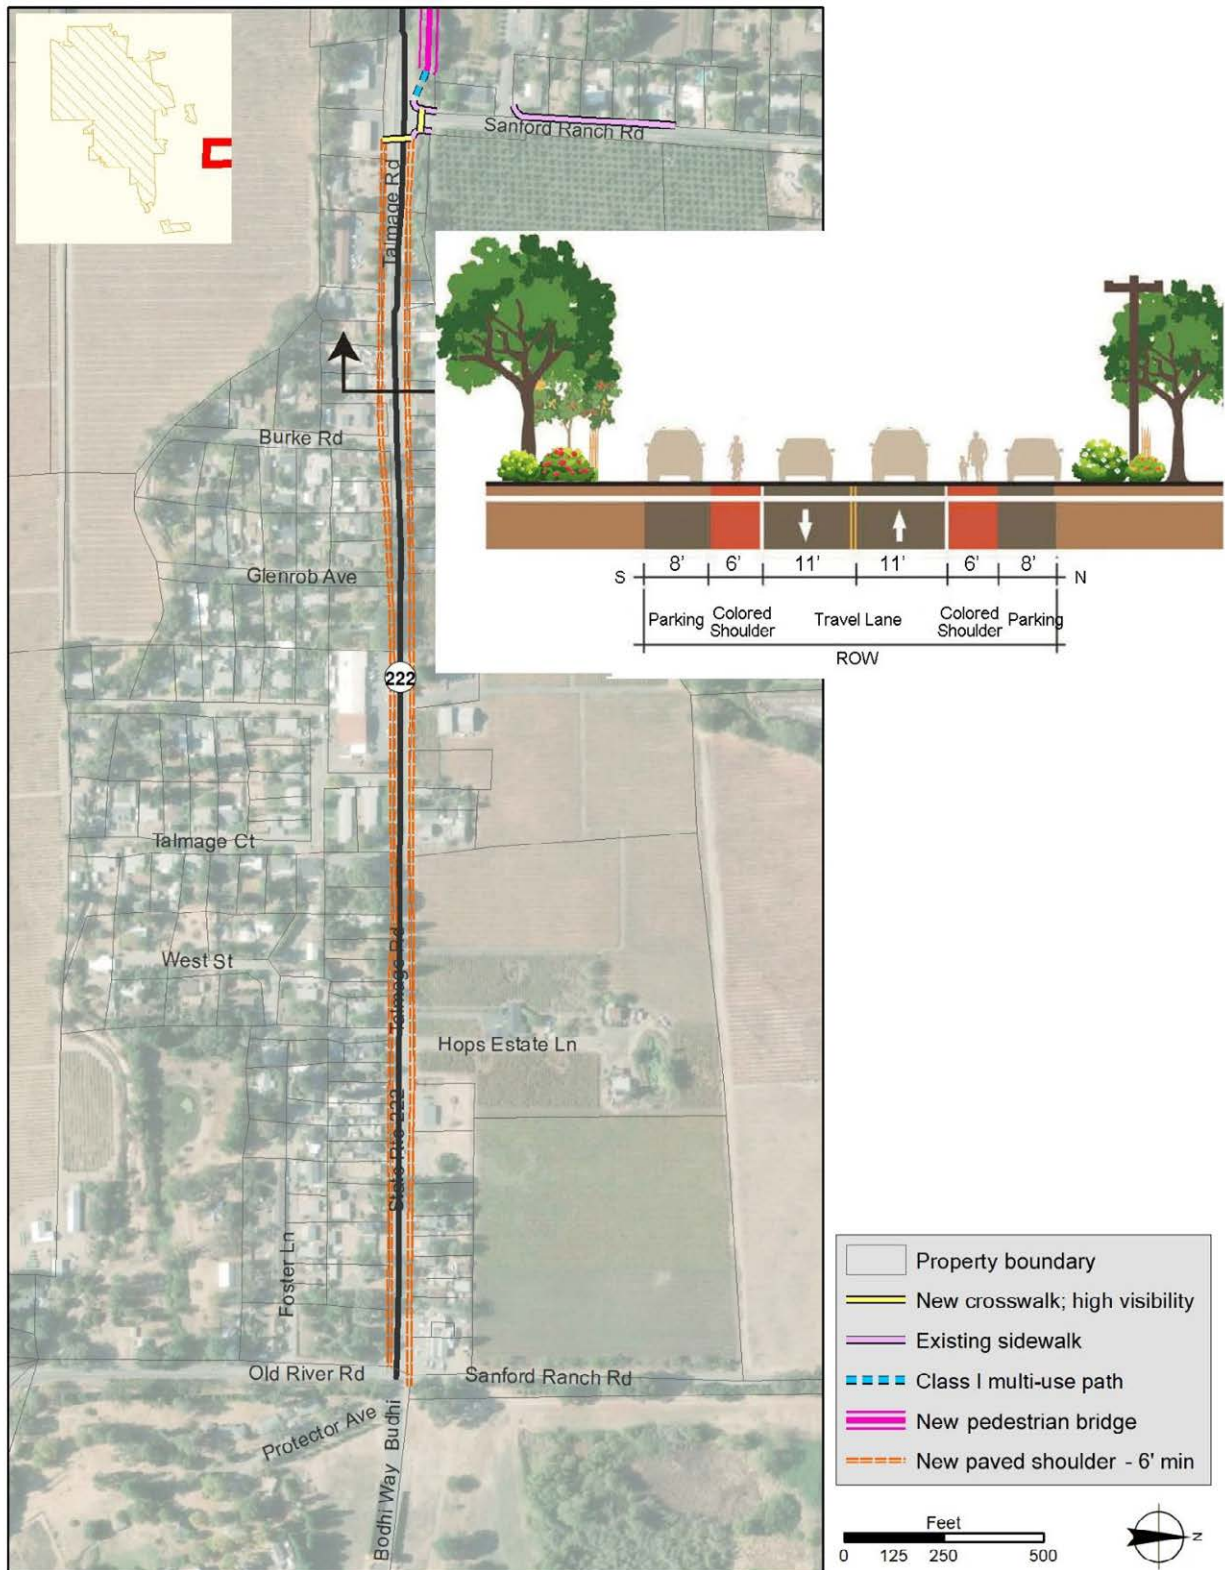 Sanford Ranch Rd
Talmage Rd
Burke Rd
Glenrob Ave
222
Talmage Ct
West St
Talmage Rd
Hops Estate Ln
State Rte 222
Foster Ln
Old River Rd
Sanford Ranch Rd
Protector Ave
Bodhi Way Budhi
8' 6' 11' 11' 6' 8'
S N
Parking Colored Shoulder Travel Lane Colored Shoulder Parking
ROW
Property boundary
New crosswalk; high visibility
Existing sidewalk
Class I multi-use path
New pedestrian bridge
New paved shoulder - 6' min
Feet
0 125 250 500
N